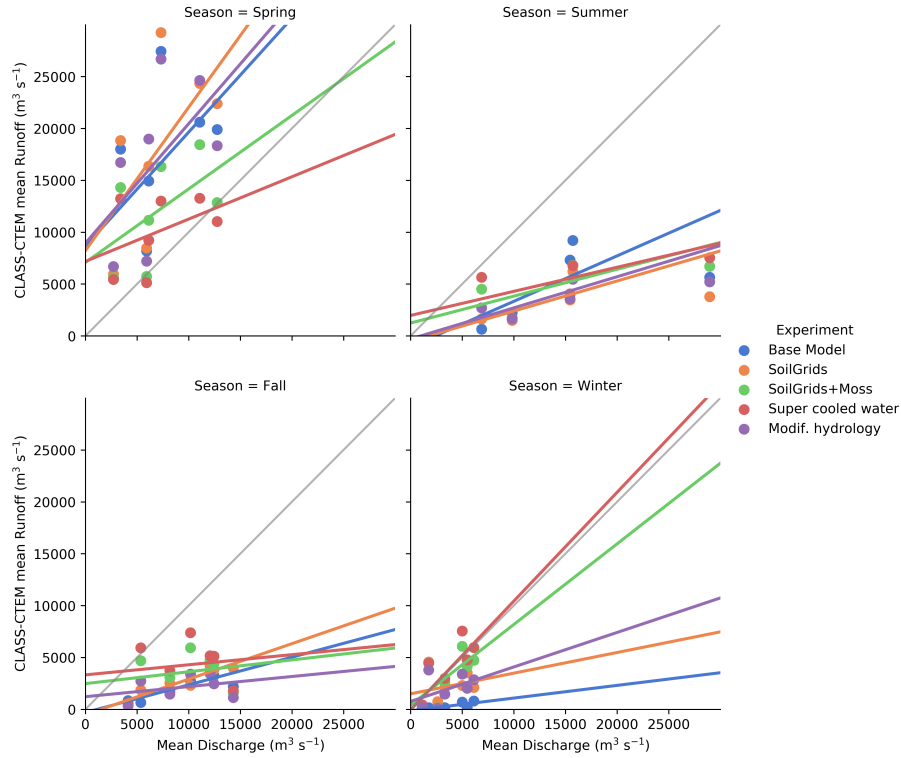 Season = Spring
Season = Summer
CLASS-CTEM mean Runoff (m³ s⁻¹)
25000
20000
15000
10000
5000
0
Season = Fall
Season = Winter
CLASS-CTEM mean Runoff (m³ s⁻¹)
25000
20000
15000
10000
5000
0
0 5000 10000 15000 20000 25000
Mean Discharge (m³ s⁻¹)
0 5000 10000 15000 20000 25000
Mean Discharge (m³ s⁻¹)
Experiment
Base Model
SoilGrids
SoilGrids+Moss
Super cooled water
Modif. hydrology